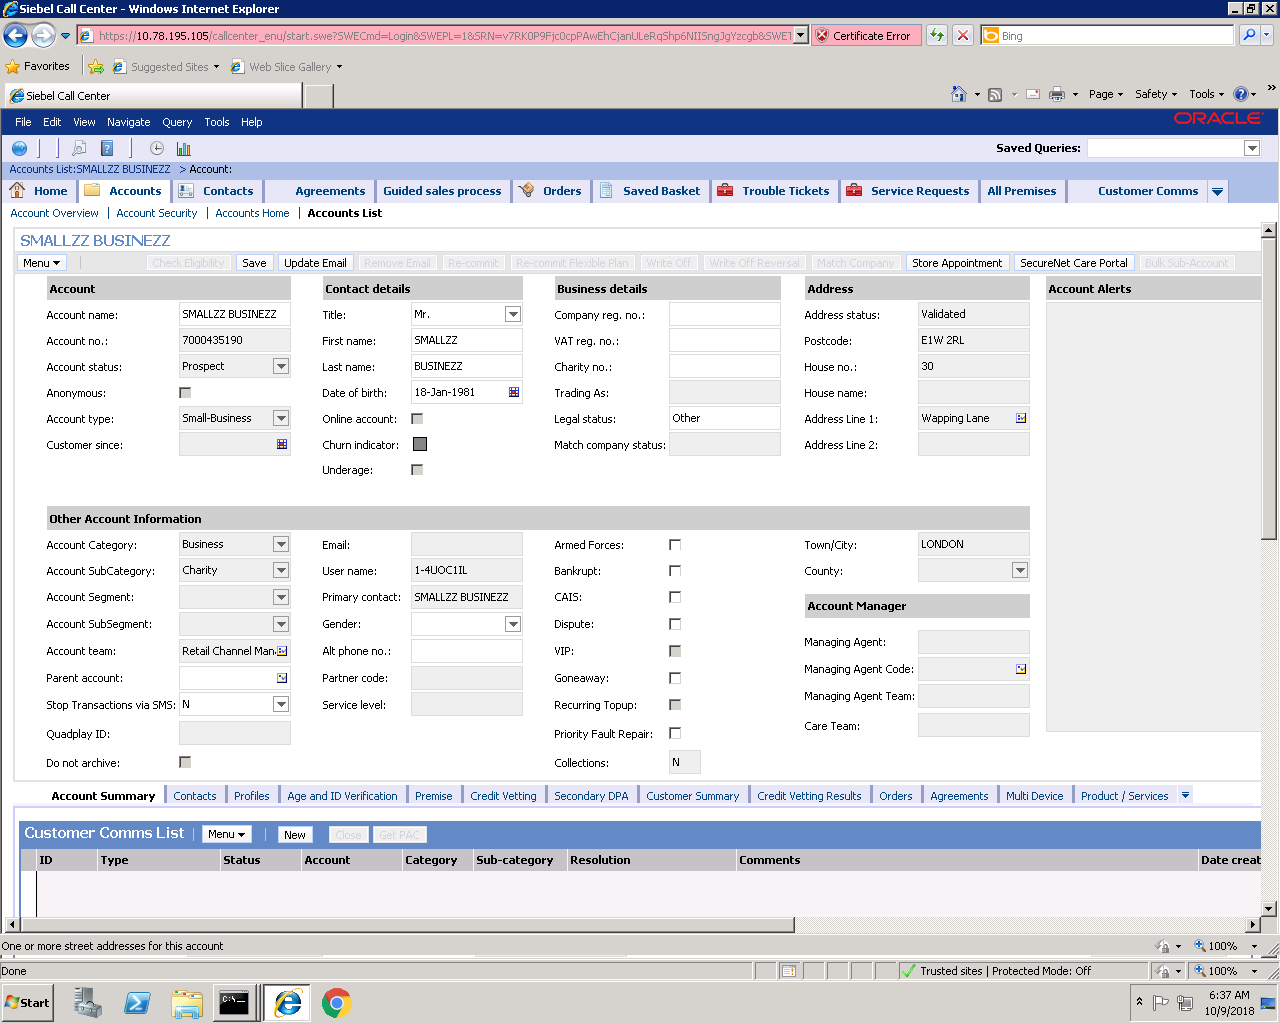 Siebel Call Center - Windows Internet Explorer
https://10.78.195.105/callcenter_enu/start.swe?SWECmd=Login&SWEPL=1&SRN=v7RK0P9Fjc0cpPAwEhCjanULeRqShp6NIISngJgYzcgb&SWET Certificate Error Bing
Favorites Suggested Sites Web Slice Gallery
Siebel Call Center Page Safety Tools
File Edit View Navigate Query Tools Help ORACLE
Saved Queries:
Accounts List:SMALLZZ BUSINEZZ > Account:
Home Accounts Contacts Agreements Guided sales process Orders Saved Basket Trouble Tickets Service Requests All Premises Customer Comms
Account Overview Account Security Accounts Home Accounts List
SMALLZZ BUSINEZZ
Menu Check Eligibility Save Update Email Remove Email Re-commit Re-commit Flexible Plan Write Off Write Off Reversal Match Company Store Appointment SecureNet Care Portal Bulk Sub-Account
Account Contact details Business details Address Account Alerts
Account name: SMALLZZ BUSINEZZ Title: Mr. Company reg. no.: Address status: Validated
Account no.: 7000435190 First name: SMALLZZ VAT reg. no.: Postcode: E1W 2RL
Account status: Prospect Last name: BUSINEZZ Charity no.: House no.: 30
Anonymous: Date of birth: 18-Jan-1981 Trading As: House name:
Account type: Small-Business Online account: Legal status: Other Address Line 1: Wapping Lane
Customer since: Churn indicator: Match company status: Address Line 2:
Underage:
Other Account Information
Account Category: Business Email: Armed Forces: Town/City: LONDON
Account SubCategory: Charity User name: 1-4UOC1IL Bankrupt: County:
Account Segment: Primary contact: SMALLZZ BUSINEZZ CAIS: Account Manager
Account SubSegment: Gender: Dispute:
Account team: Retail Channel Man Alt phone no.: VIP: Managing Agent:
Parent account: Partner code: Goneaway: Managing Agent Code:
Stop Transactions via SMS: N Service level: Recurring Topup: Managing Agent Team:
Quadplay ID: Priority Fault Repair: Care Team:
Do not archive: Collections: N
Account Summary Contacts Profiles Age and ID Verification Premise Credit Vetting Secondary DPA Customer Summary Credit Vetting Results Orders Agreements Multi Device Product / Services
Customer Comms List Menu New Close Get PAC
ID Type Status Account Category Sub-category Resolution Comments Date creat
One or more street addresses for this account 100%
Done Trusted sites | Protected Mode: Off 100%
Start C:\ 6:37 AM
10/9/2018